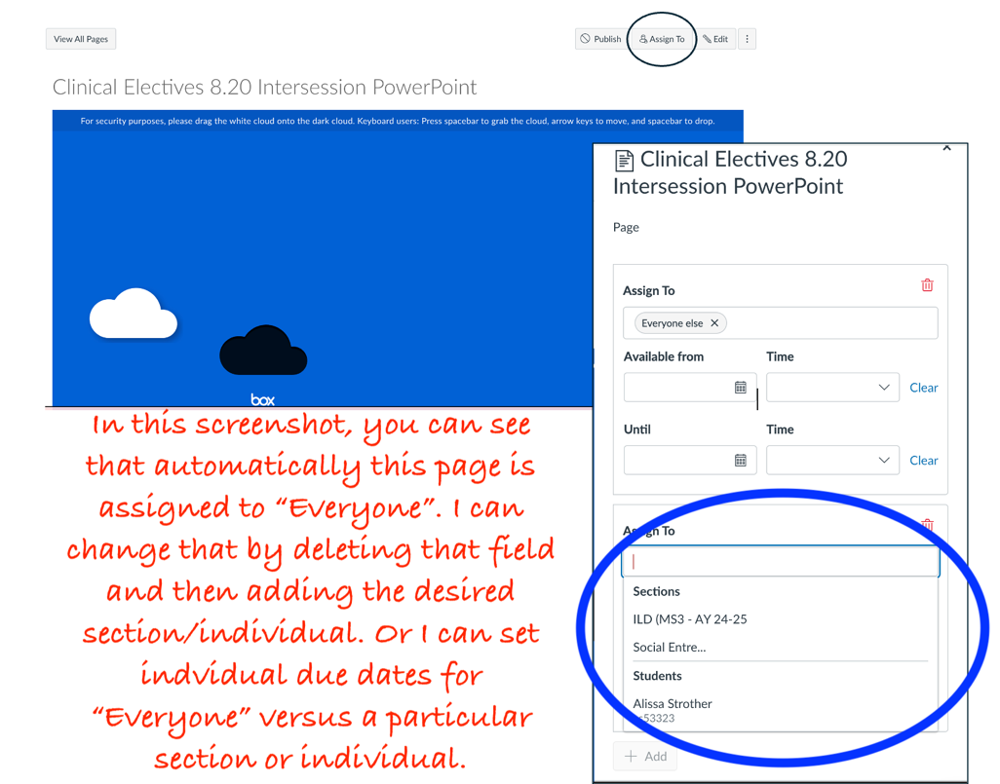 View All Pages
Publish
Assign To
Edit
Clinical Electives 8.20 Intersession PowerPoint
For security purposes, please drag the white cloud onto the dark cloud. Keyboard users: Press spacebar to grab the cloud, arrow keys to move, and spacebar to drop.
box
In this screenshot, you can see
that automatically this page is
assigned to “Everyone”. I can
change that by deleting that field
and then adding the desired
section/individual. Or I can set
indvidual due dates for
“Everyone” versus a particular
section or individual.
Clinical Electives 8.20
Intersession PowerPoint
Page
Assign To
Everyone else
Available from
Time
Clear
Until
Time
Clear
Assign To
Sections
ILD (MS3 - AY 24-25
Social Entre...
Students
Alissa Strother
53323
+ Add